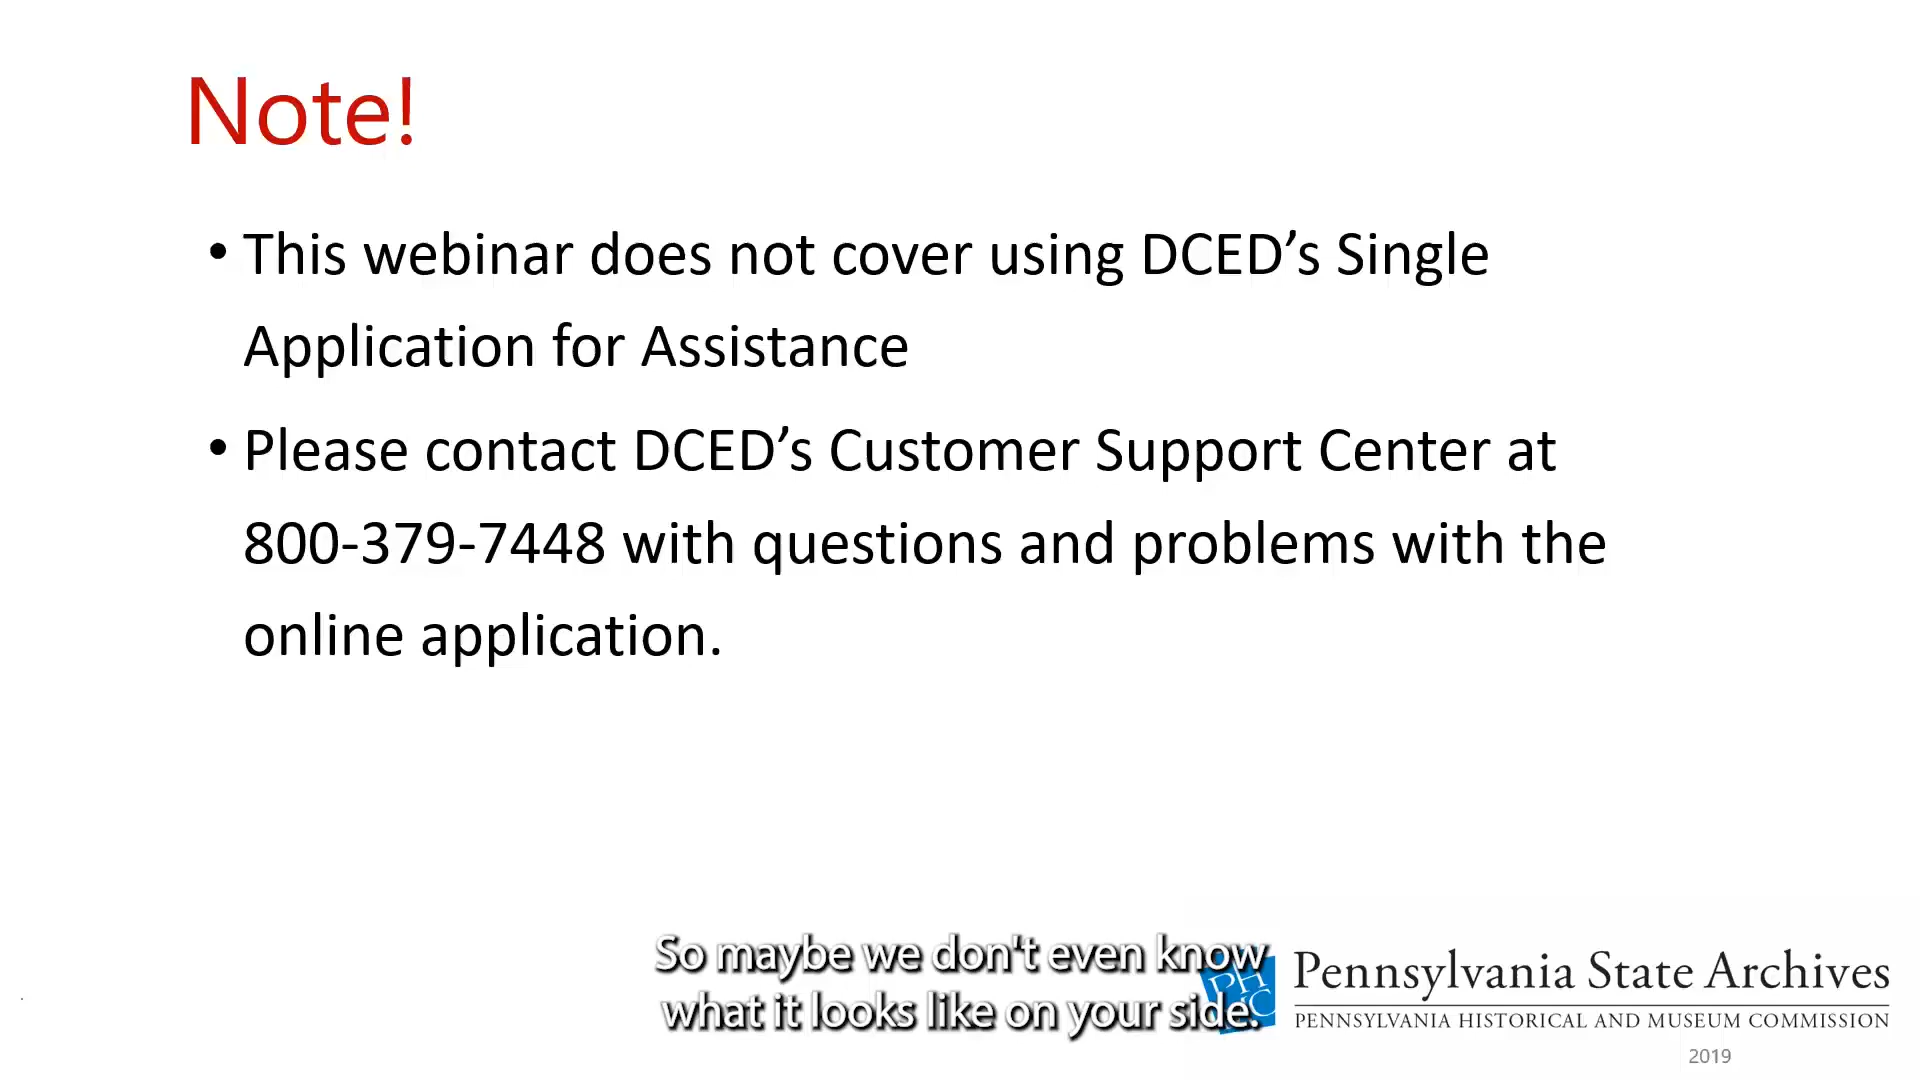 Note!
• This webinar does not cover using DCED’s Single
Application for Assistance
• Please contact DCED’s Customer Support Center at
800-379-7448 with questions and problems with the
online application.
So maybe we don't even know
what it looks like on your side.
PH
MC
Pennsylvania State Archives
PENNSYLVANIA HISTORICAL AND MUSEUM COMMISSION
2019